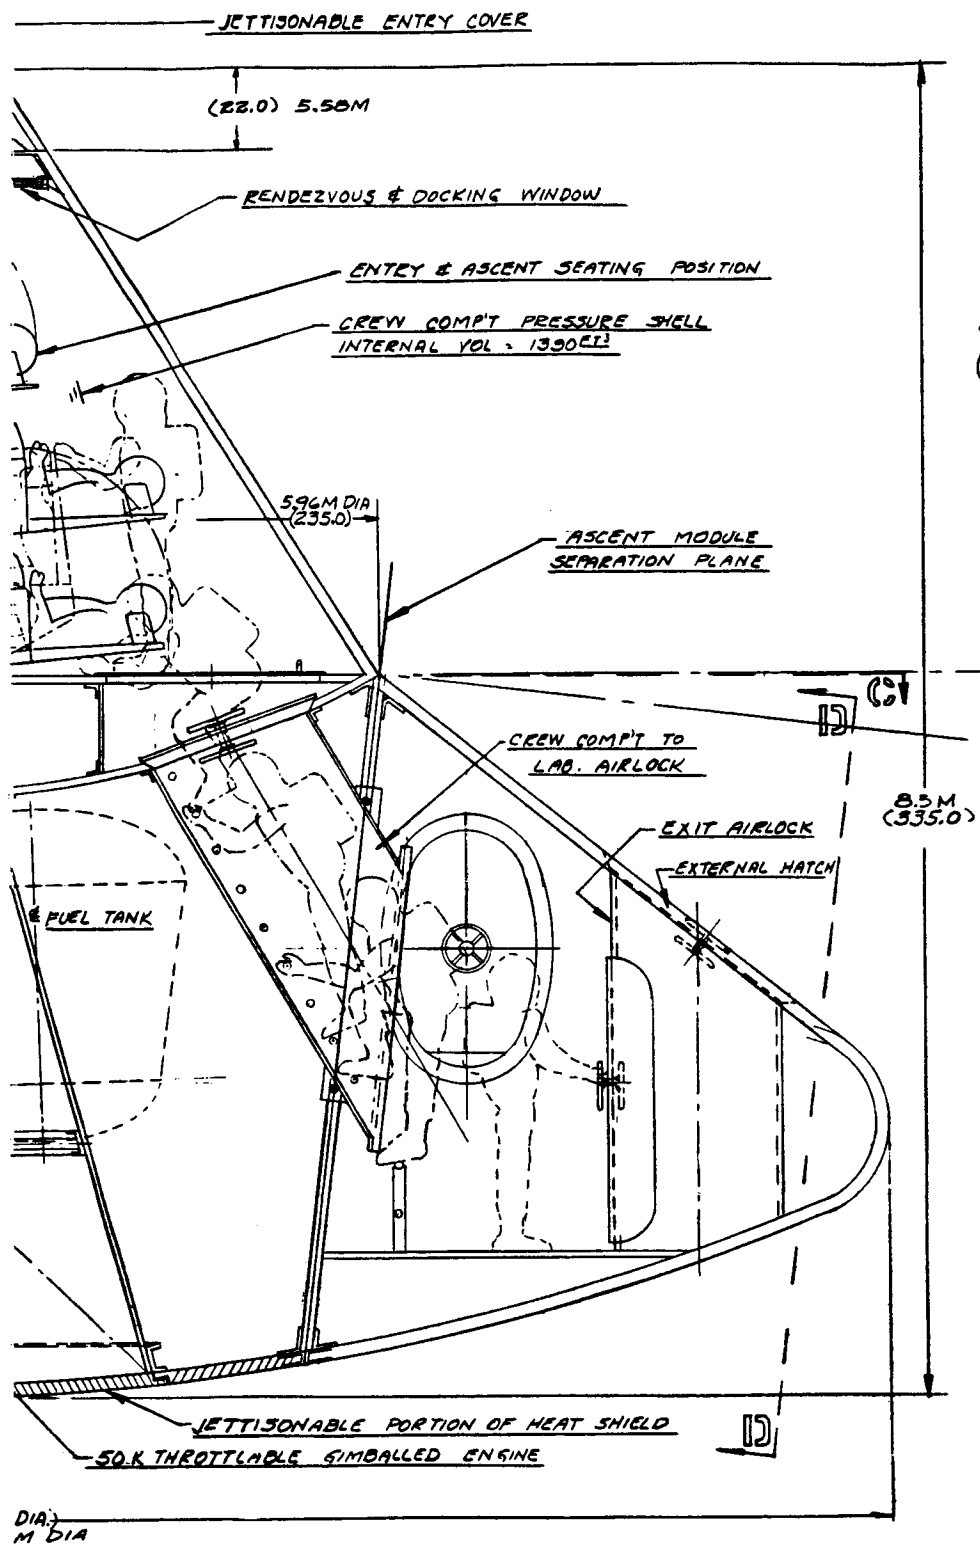 JETTISONABLE ENTRY COVER
(22.0) 5.58M
RENDEZVOUS & DOCKING WINDOW
ENTRY & ASCENT SEATING POSITION
CREW COMP'T PRESSURE SHELL
INTERNAL VOL = 1390 FT3
5.96M DIA
(235.0)
ASCENT MODULE
SEPARATION PLANE
CREW COMP'T TO
LAB. AIRLOCK
D
8.5M
(335.0)
EXIT AIRLOCK
EXTERNAL HATCH
FUEL TANK
JETTISONABLE PORTION OF HEAT SHIELD
D
50.K THROTTLABLE GIMBALLED ENGINE
DIA.)
M DIA